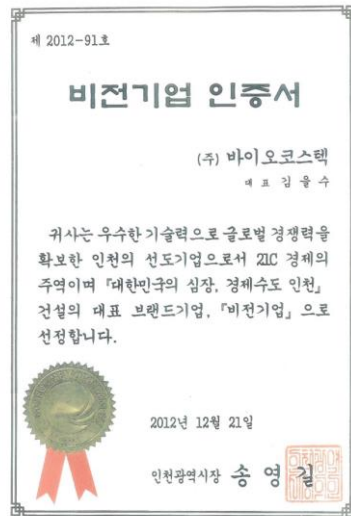 제 2012-91호
비전기업 인증서
(주) 바이오코스텍
대표 김을수
귀사는 우수한 기술력으로 글로벌 경쟁력을
확보한 인천의 선도기업으로서 21C 경제의
주역이며 「대한민국의 심장, 경제수도 인천」
건설의 대표 브랜드기업, 「비전기업」으로
선정합니다.
2012년 12월 21일
인천광역시장 송영길